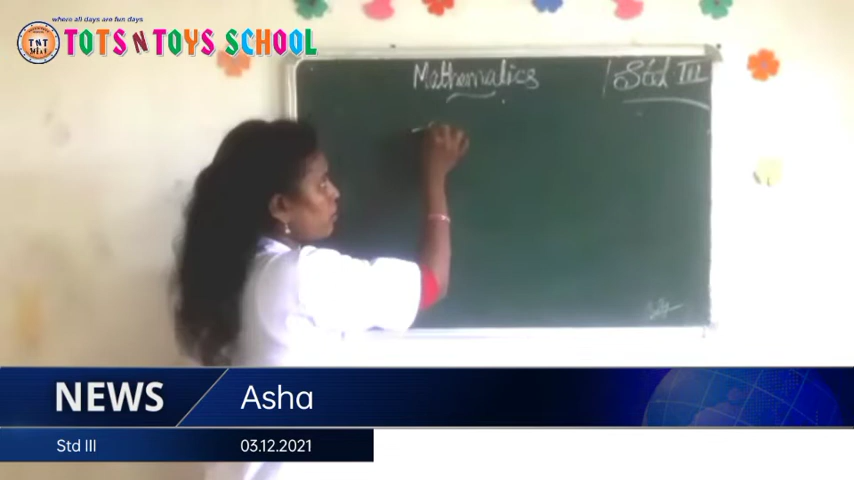 where all days are fun days
TNT
TOTS N TOYS SCHOOL
Mathematics
Std III
NEWS
Asha
Std III
03.12.2021